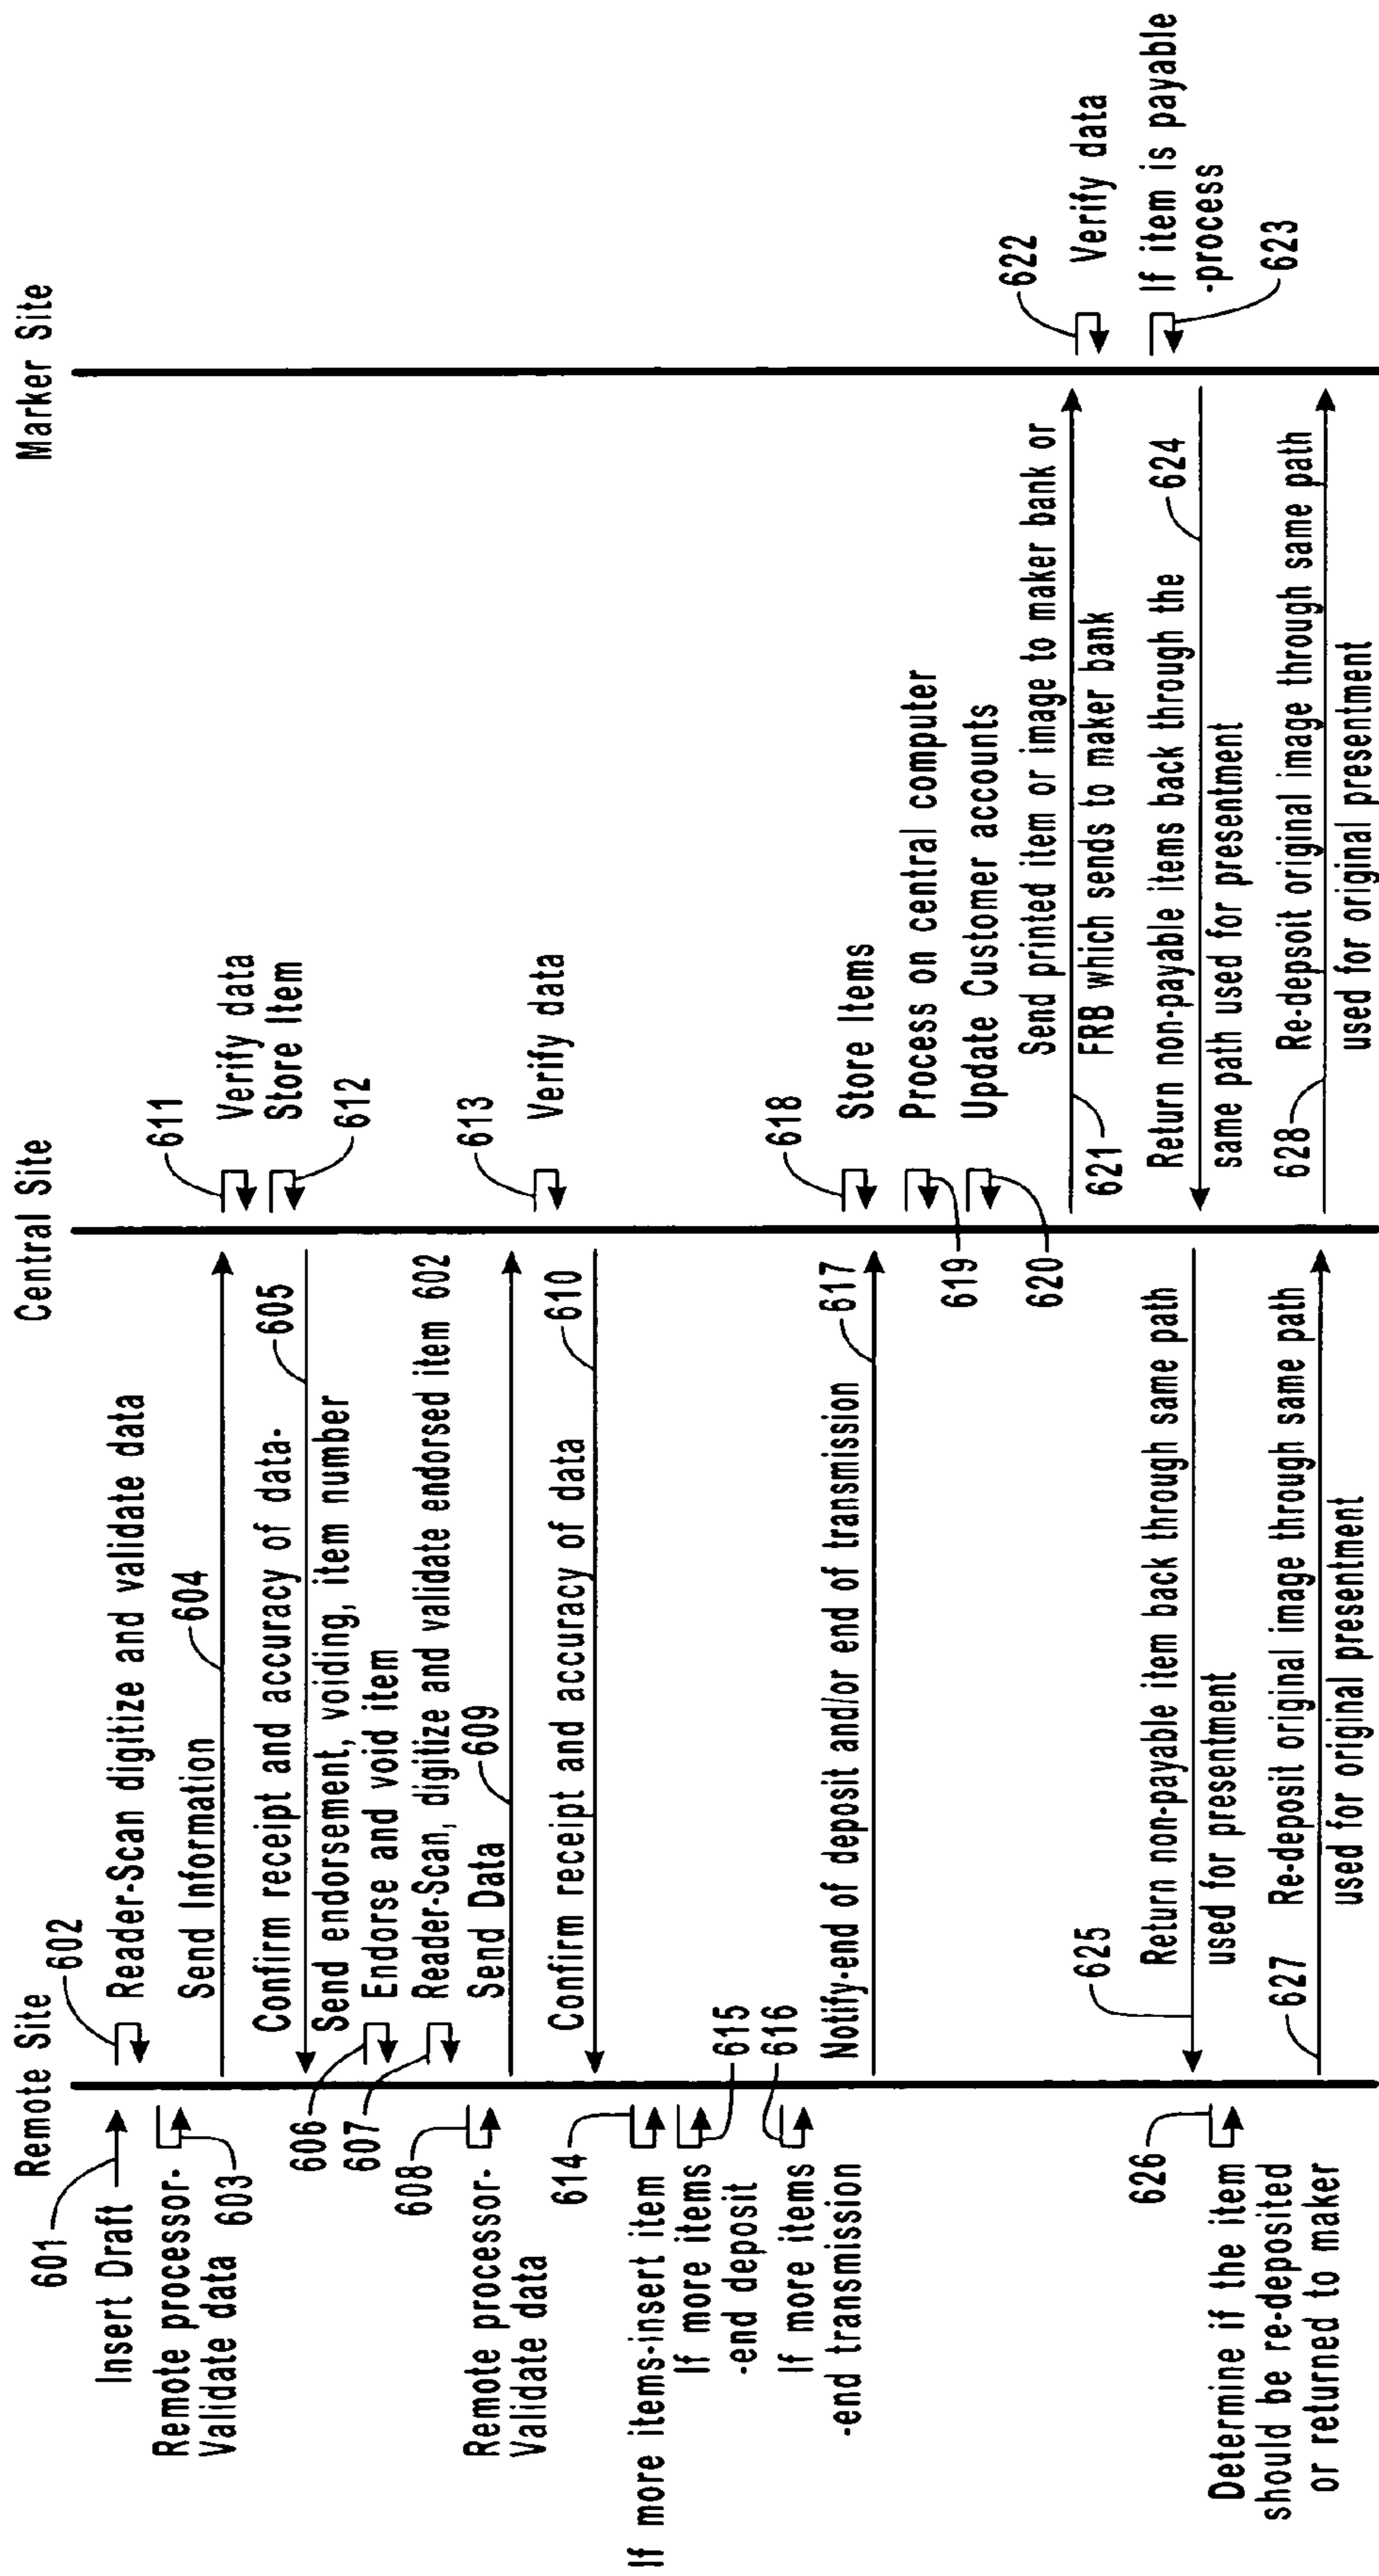 Remote Site
Central Site
Marker Site
601
Insert Draft
602
Reader-Scan digitize and validate data
Remote processor-
Validate data 603
Send Information
604
611
Verify data
Store Item
612
Confirm receipt and accuracy of data-
605
Send endorsement, voiding, item number
606
Endorse and void item
607
Reader-Scan, digitize and validate endorsed item 602
608
Remote processor-
Validate data
Send Data
609
613
Verify data
Confirm receipt and accuracy of data
610
614
If more items-insert item
If more items
-end deposit
615
616
If more items
-end transmission
Notify-end of deposit and/or end of transmission
617
618
Store Items
Process on central computer
619
Update Customer accounts
620
Send printed item or image to maker bank or
FRB which sends to maker bank
621
622
Verify data
If item is payable
-process
623
Return non-payable items back through the
same path used for presentment
624
625
Return non-payable item back through same path
used for presentment
626
Determine if the item
should be re-deposited
or returned to maker
627
Re-deposit original image through same path
used for original presentment
628
Re-depsoit original image through same path
used for original presentment